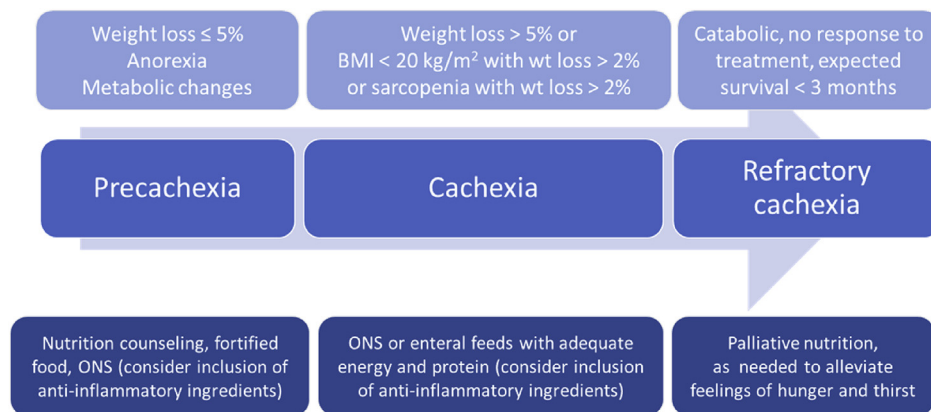 Weight loss ≤ 5%
Anorexia
Metabolic changes
Weight loss > 5% or
BMI < 20 kg/m² with wt loss > 2%
or sarcopenia with wt loss > 2%
Catabolic, no response to
treatment, expected
survival < 3 months
Precachexia
Cachexia
Refractory
cachexia
Nutrition counseling, fortified
food, ONS (consider inclusion of
anti-inflammatory ingredients)
ONS or enteral feeds with adequate
energy and protein (consider inclusion
of anti-inflammatory ingredients)
Palliative nutrition,
as needed to alleviate
feelings of hunger and thirst